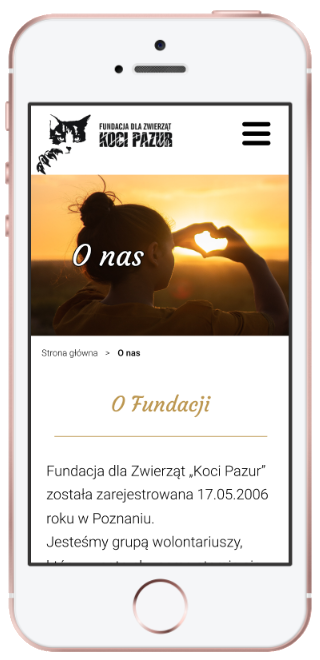 FUNDACJA DLA ZWIERZĄT
KOCI PAZUR
O nas
Strona główna > O nas
O Fundacji
Fundacja dla Zwierząt „Koci Pazur”
została zarejestrowana 17.05.2006
roku w Poznaniu.
Jesteśmy grupą wolontariuszy,